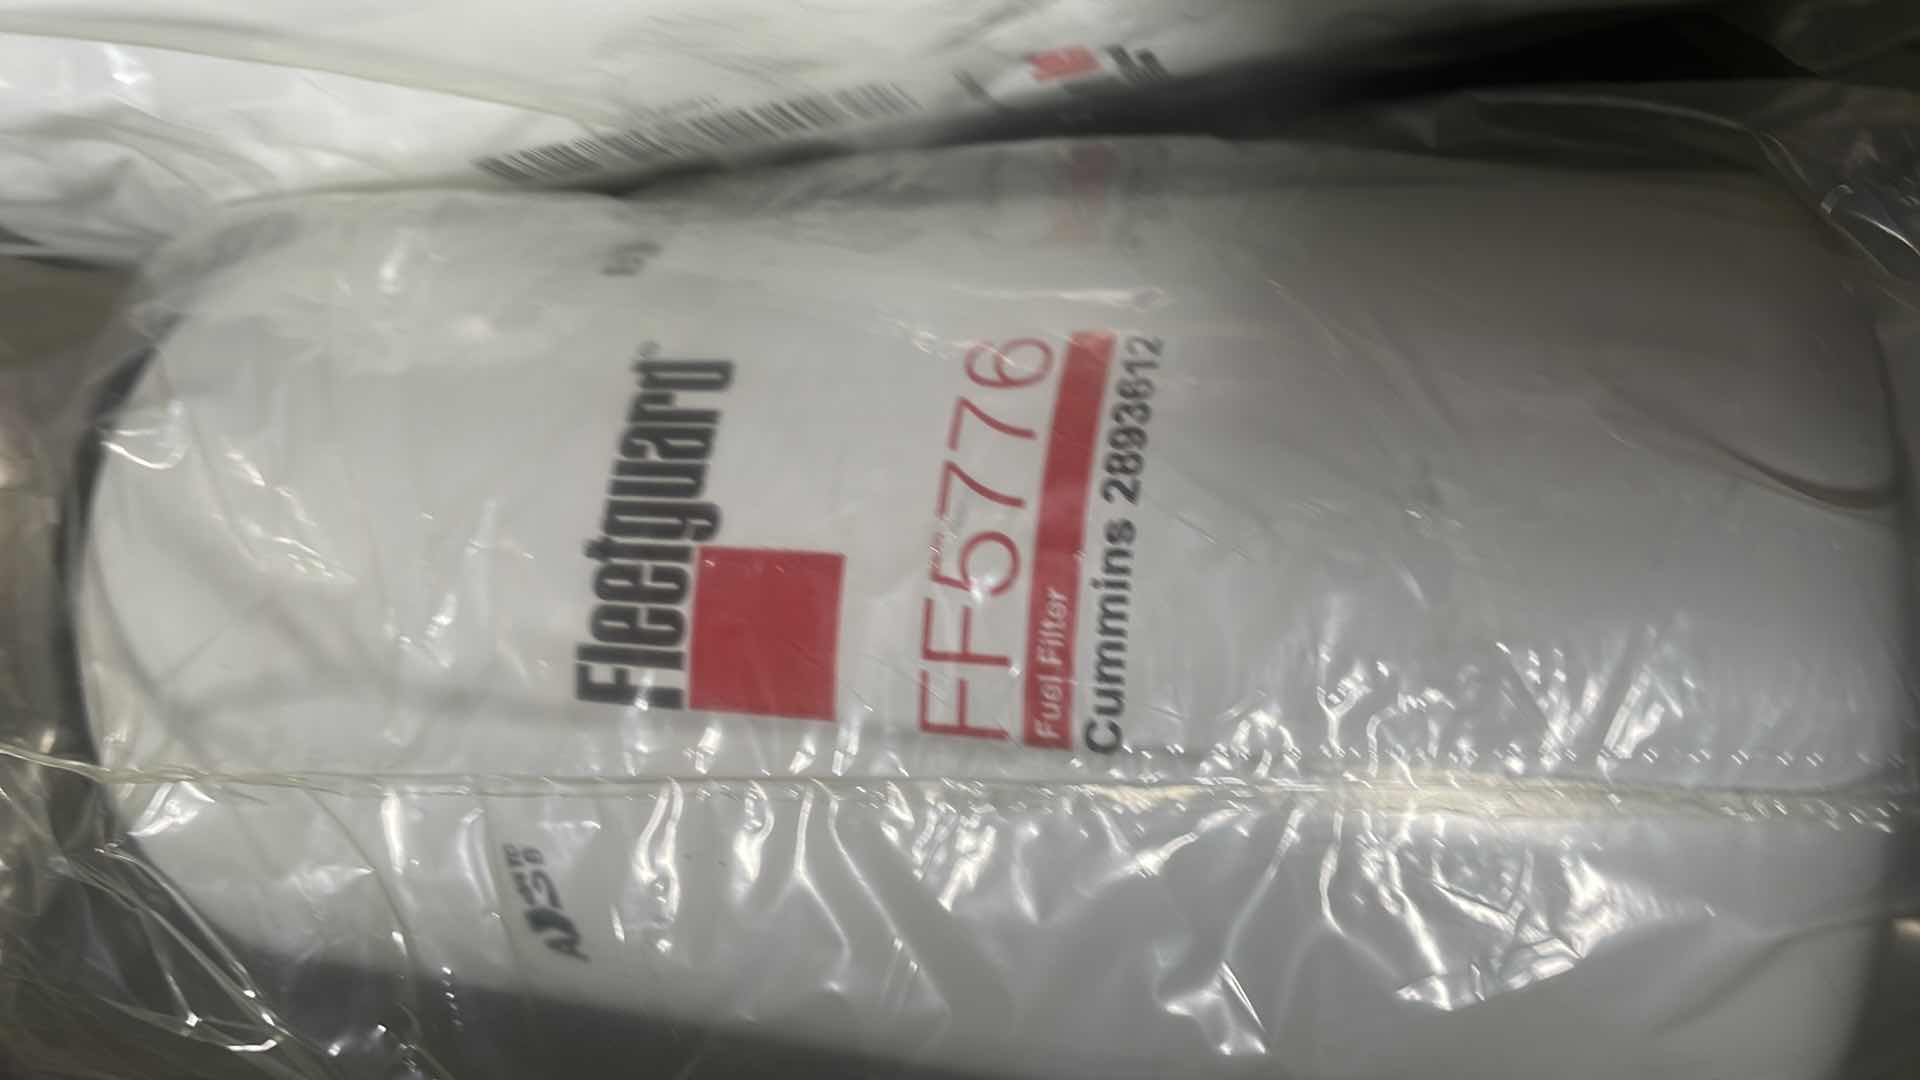 Fleetguard®
FF5776
Fuel Filter
Cummins 2893612